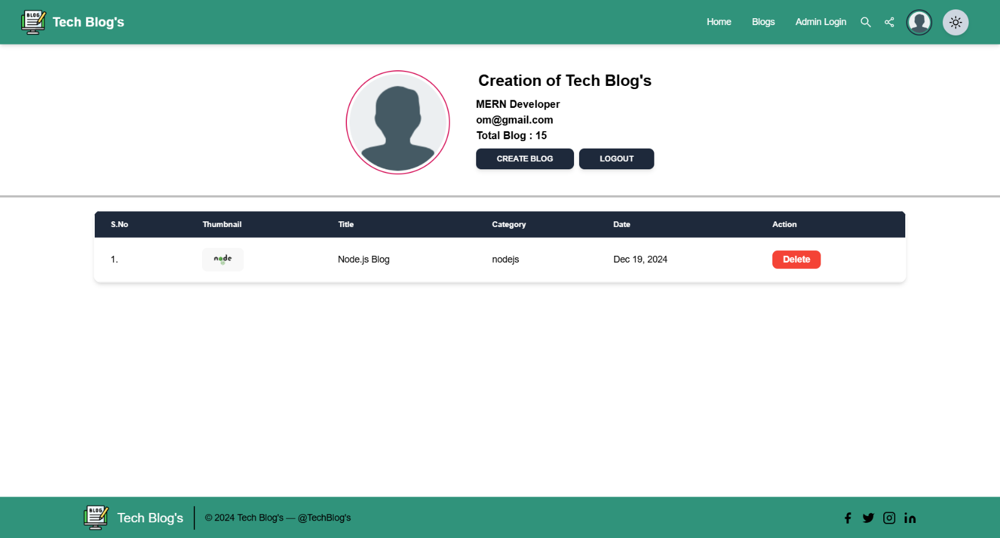 BLOG
Tech Blog's
Home
Blogs
Admin Login
Creation of Tech Blog's
MERN Developer
om@gmail.com
Total Blog : 15
CREATE BLOG
LOGOUT
S.No
Thumbnail
Title
Category
Date
Action
1.
node
Node.js Blog
nodejs
Dec 19, 2024
Delete
BLOG
Tech Blog's
© 2024 Tech Blog's — @TechBlog's